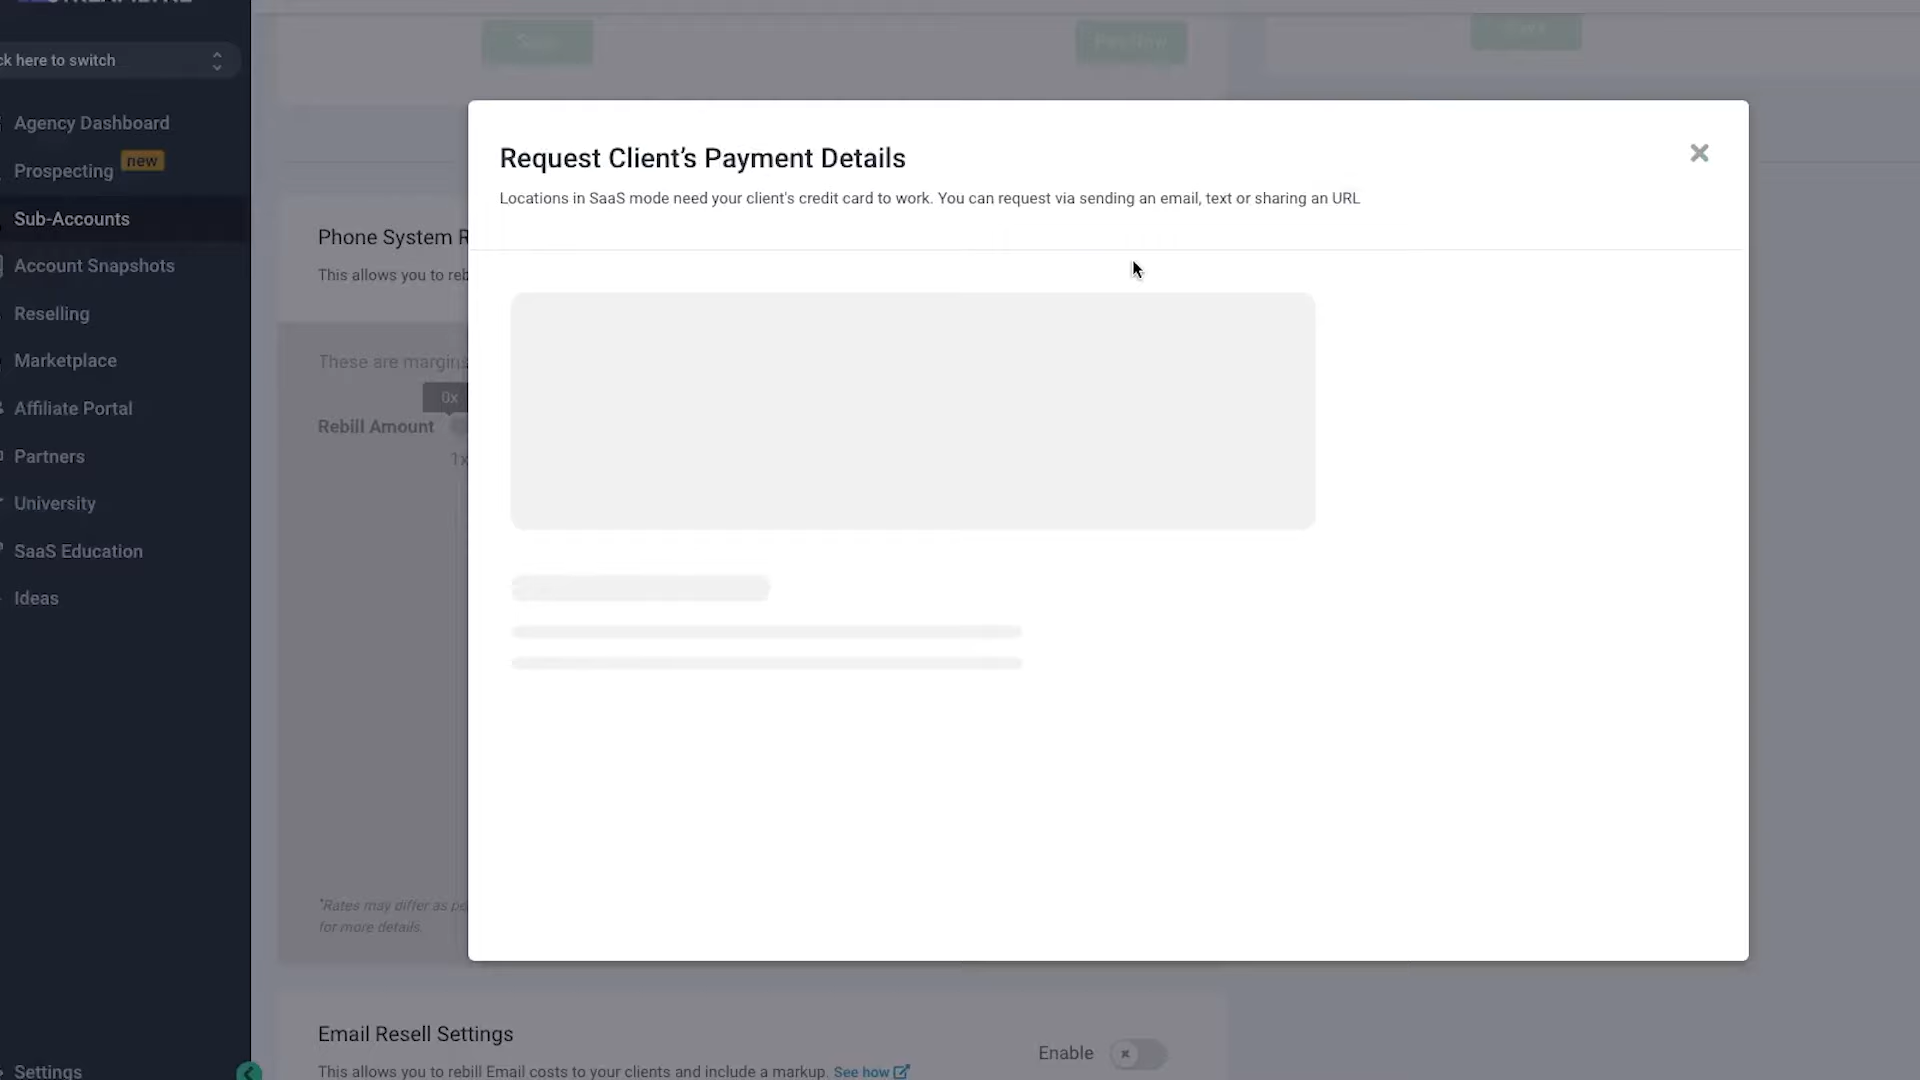 ck here to switch
Agency Dashboard
Prospecting new
Sub-Accounts
Account Snapshots
Reselling
Marketplace
Affiliate Portal
Partners
University
SaaS Education
Ideas
Settings
Pay Now
Request Client's Payment Details
Locations in SaaS mode need your client's credit card to work. You can request via sending an email, text or sharing an URL
Phone System R
This allows you to reb
These are margin
0x
Rebill Amount
1x
*Rates may differ as pe
for more details.
Email Resell Settings
Enable
This allows you to rebill Email costs to your clients and include a markup. See how